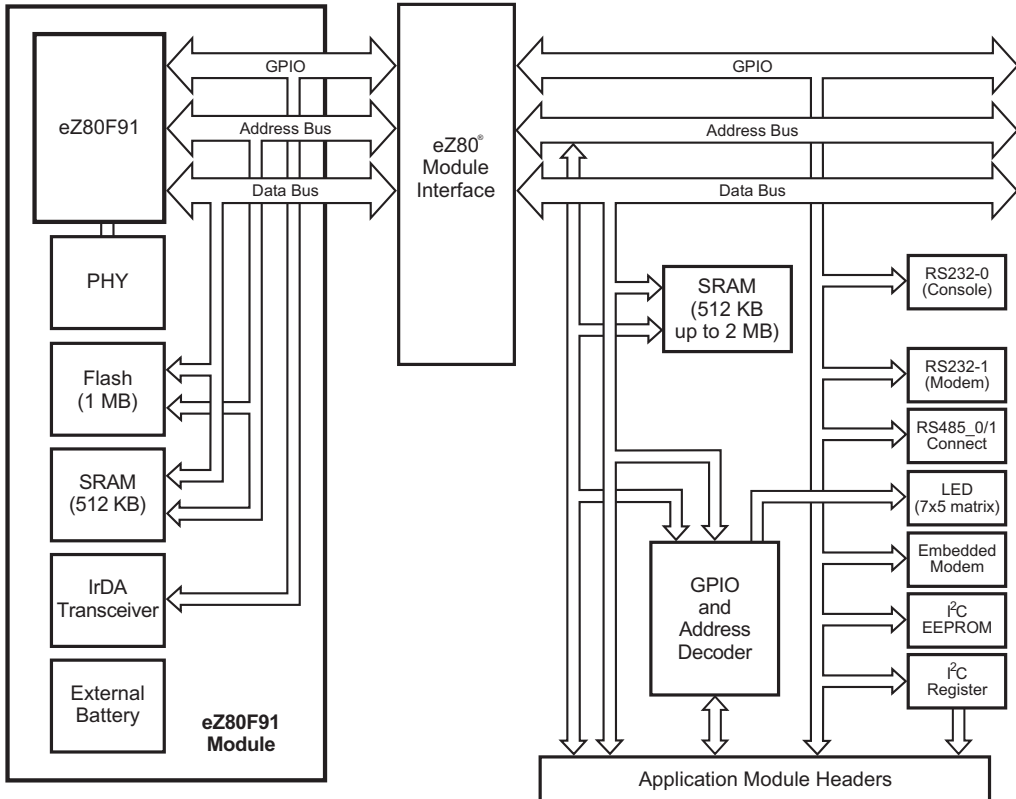 eZ80F91
GPIO
Address Bus
Data Bus
PHY
Flash
(1 MB)
SRAM
(512 KB)
IrDA
Transceiver
External
Battery
eZ80F91
Module
eZ80®
Module
Interface
GPIO
Address Bus
Data Bus
SRAM
(512 KB
up to 2 MB)
GPIO
and
Address
Decoder
RS232-0
(Console)
RS232-1
(Modem)
RS485_0/1
Connect
LED
(7x5 matrix)
Embedded
Modem
I²C
EEPROM
I²C
Register
Application Module Headers